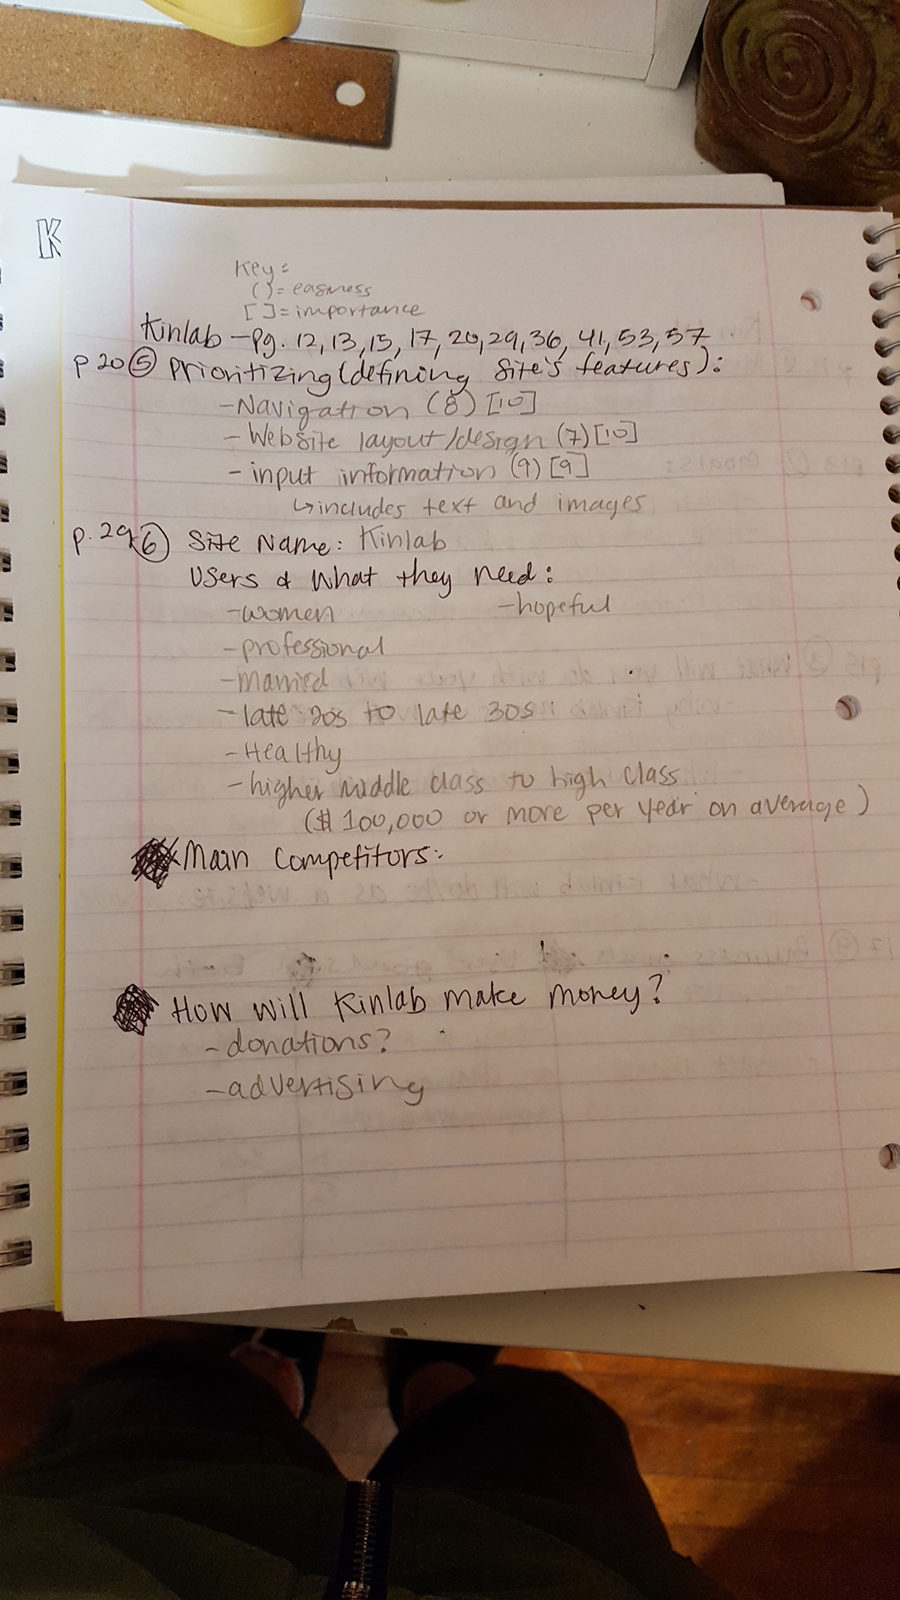 K
Key:
()= easiness
[]= importance
Kinlab - Pg. 12, 13, 15, 17, 20, 29, 36, 41, 53, 57
p 20 5 Prioritizing (defining site's features):
- Navigation (8) [10]
- Website layout/design (7) [10]
- input information (9) [9]
↳ includes text and images
p. 29 6 Site Name: Kinlab
Users & What they need:
- women - hopeful
- professional
- married
- late 20s to late 30s
- Healthy
- higher middle class to high class
($100,000 or more per year on average)
Main Competitors:
How will Kinlab make money?
- donations?
- advertising